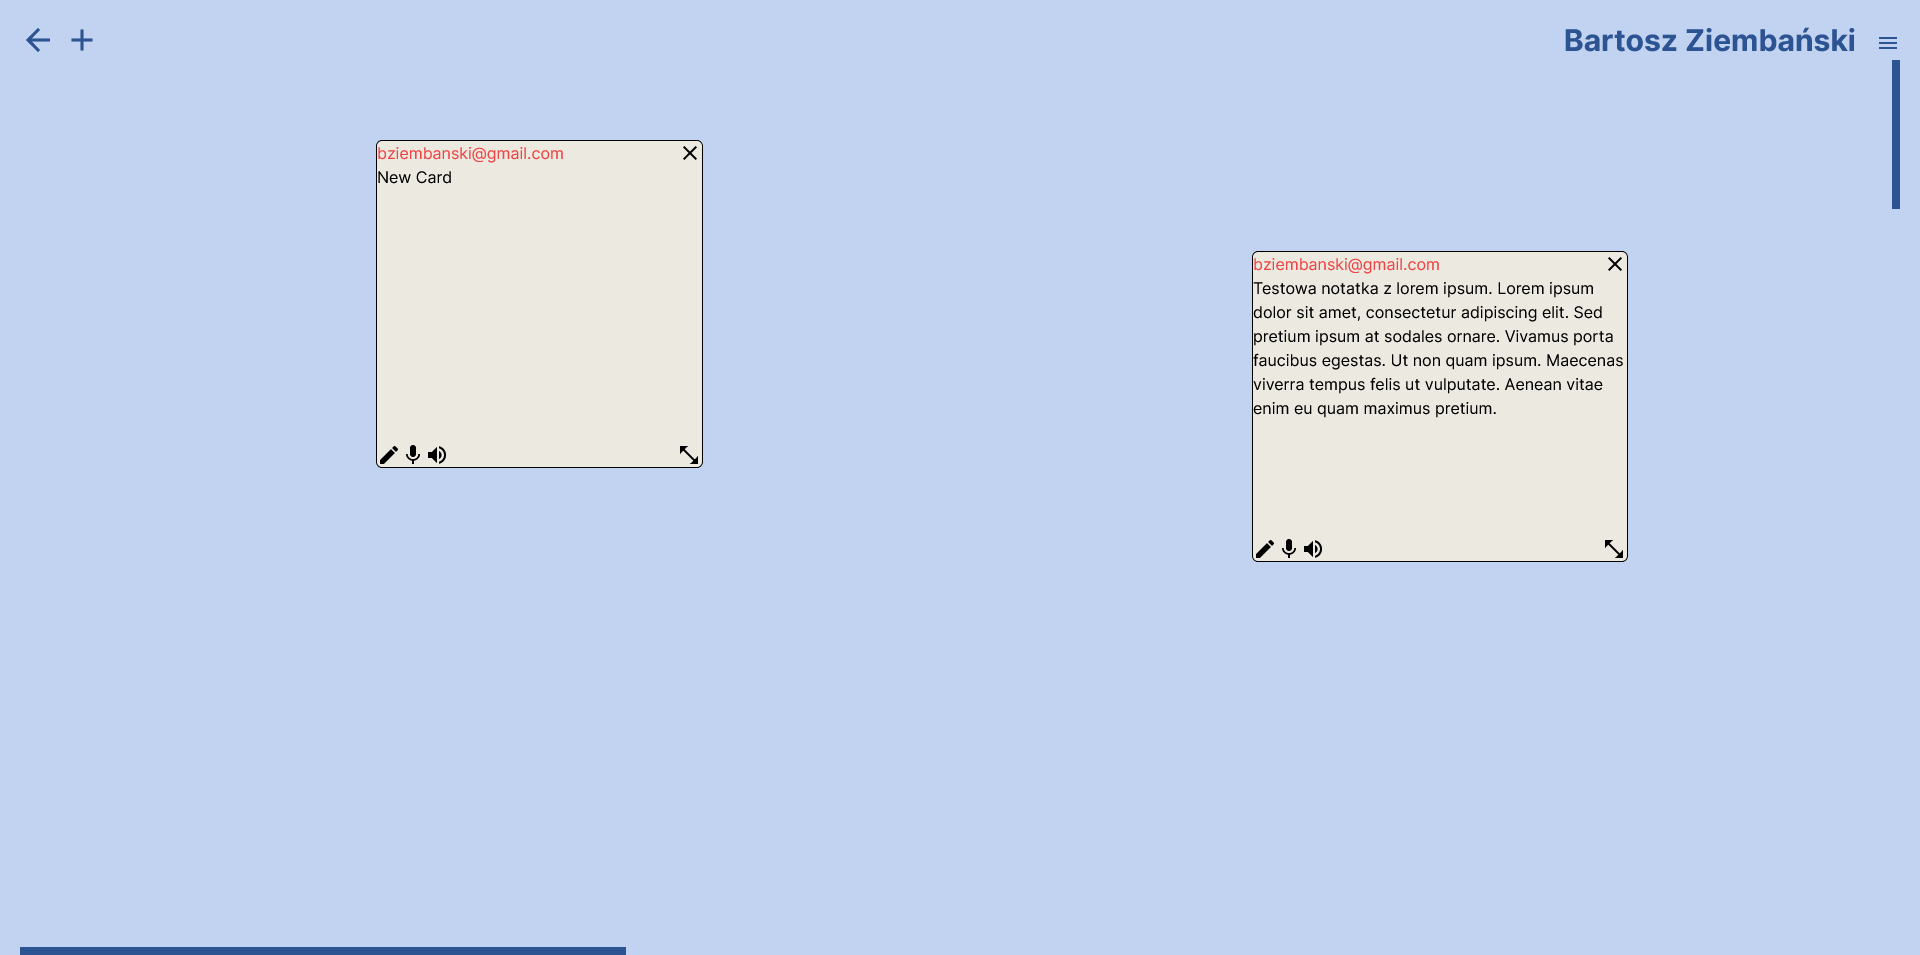 Bartosz Ziembański
bziembanski@gmail.com
New Card
bziembanski@gmail.com
Testowa notatka z lorem ipsum. Lorem ipsum
dolor sit amet, consectetur adipiscing elit. Sed
pretium ipsum at sodales ornare. Vivamus porta
faucibus egestas. Ut non quam ipsum. Maecenas
viverra tempus felis ut vulputate. Aenean vitae
enim eu quam maximus pretium.